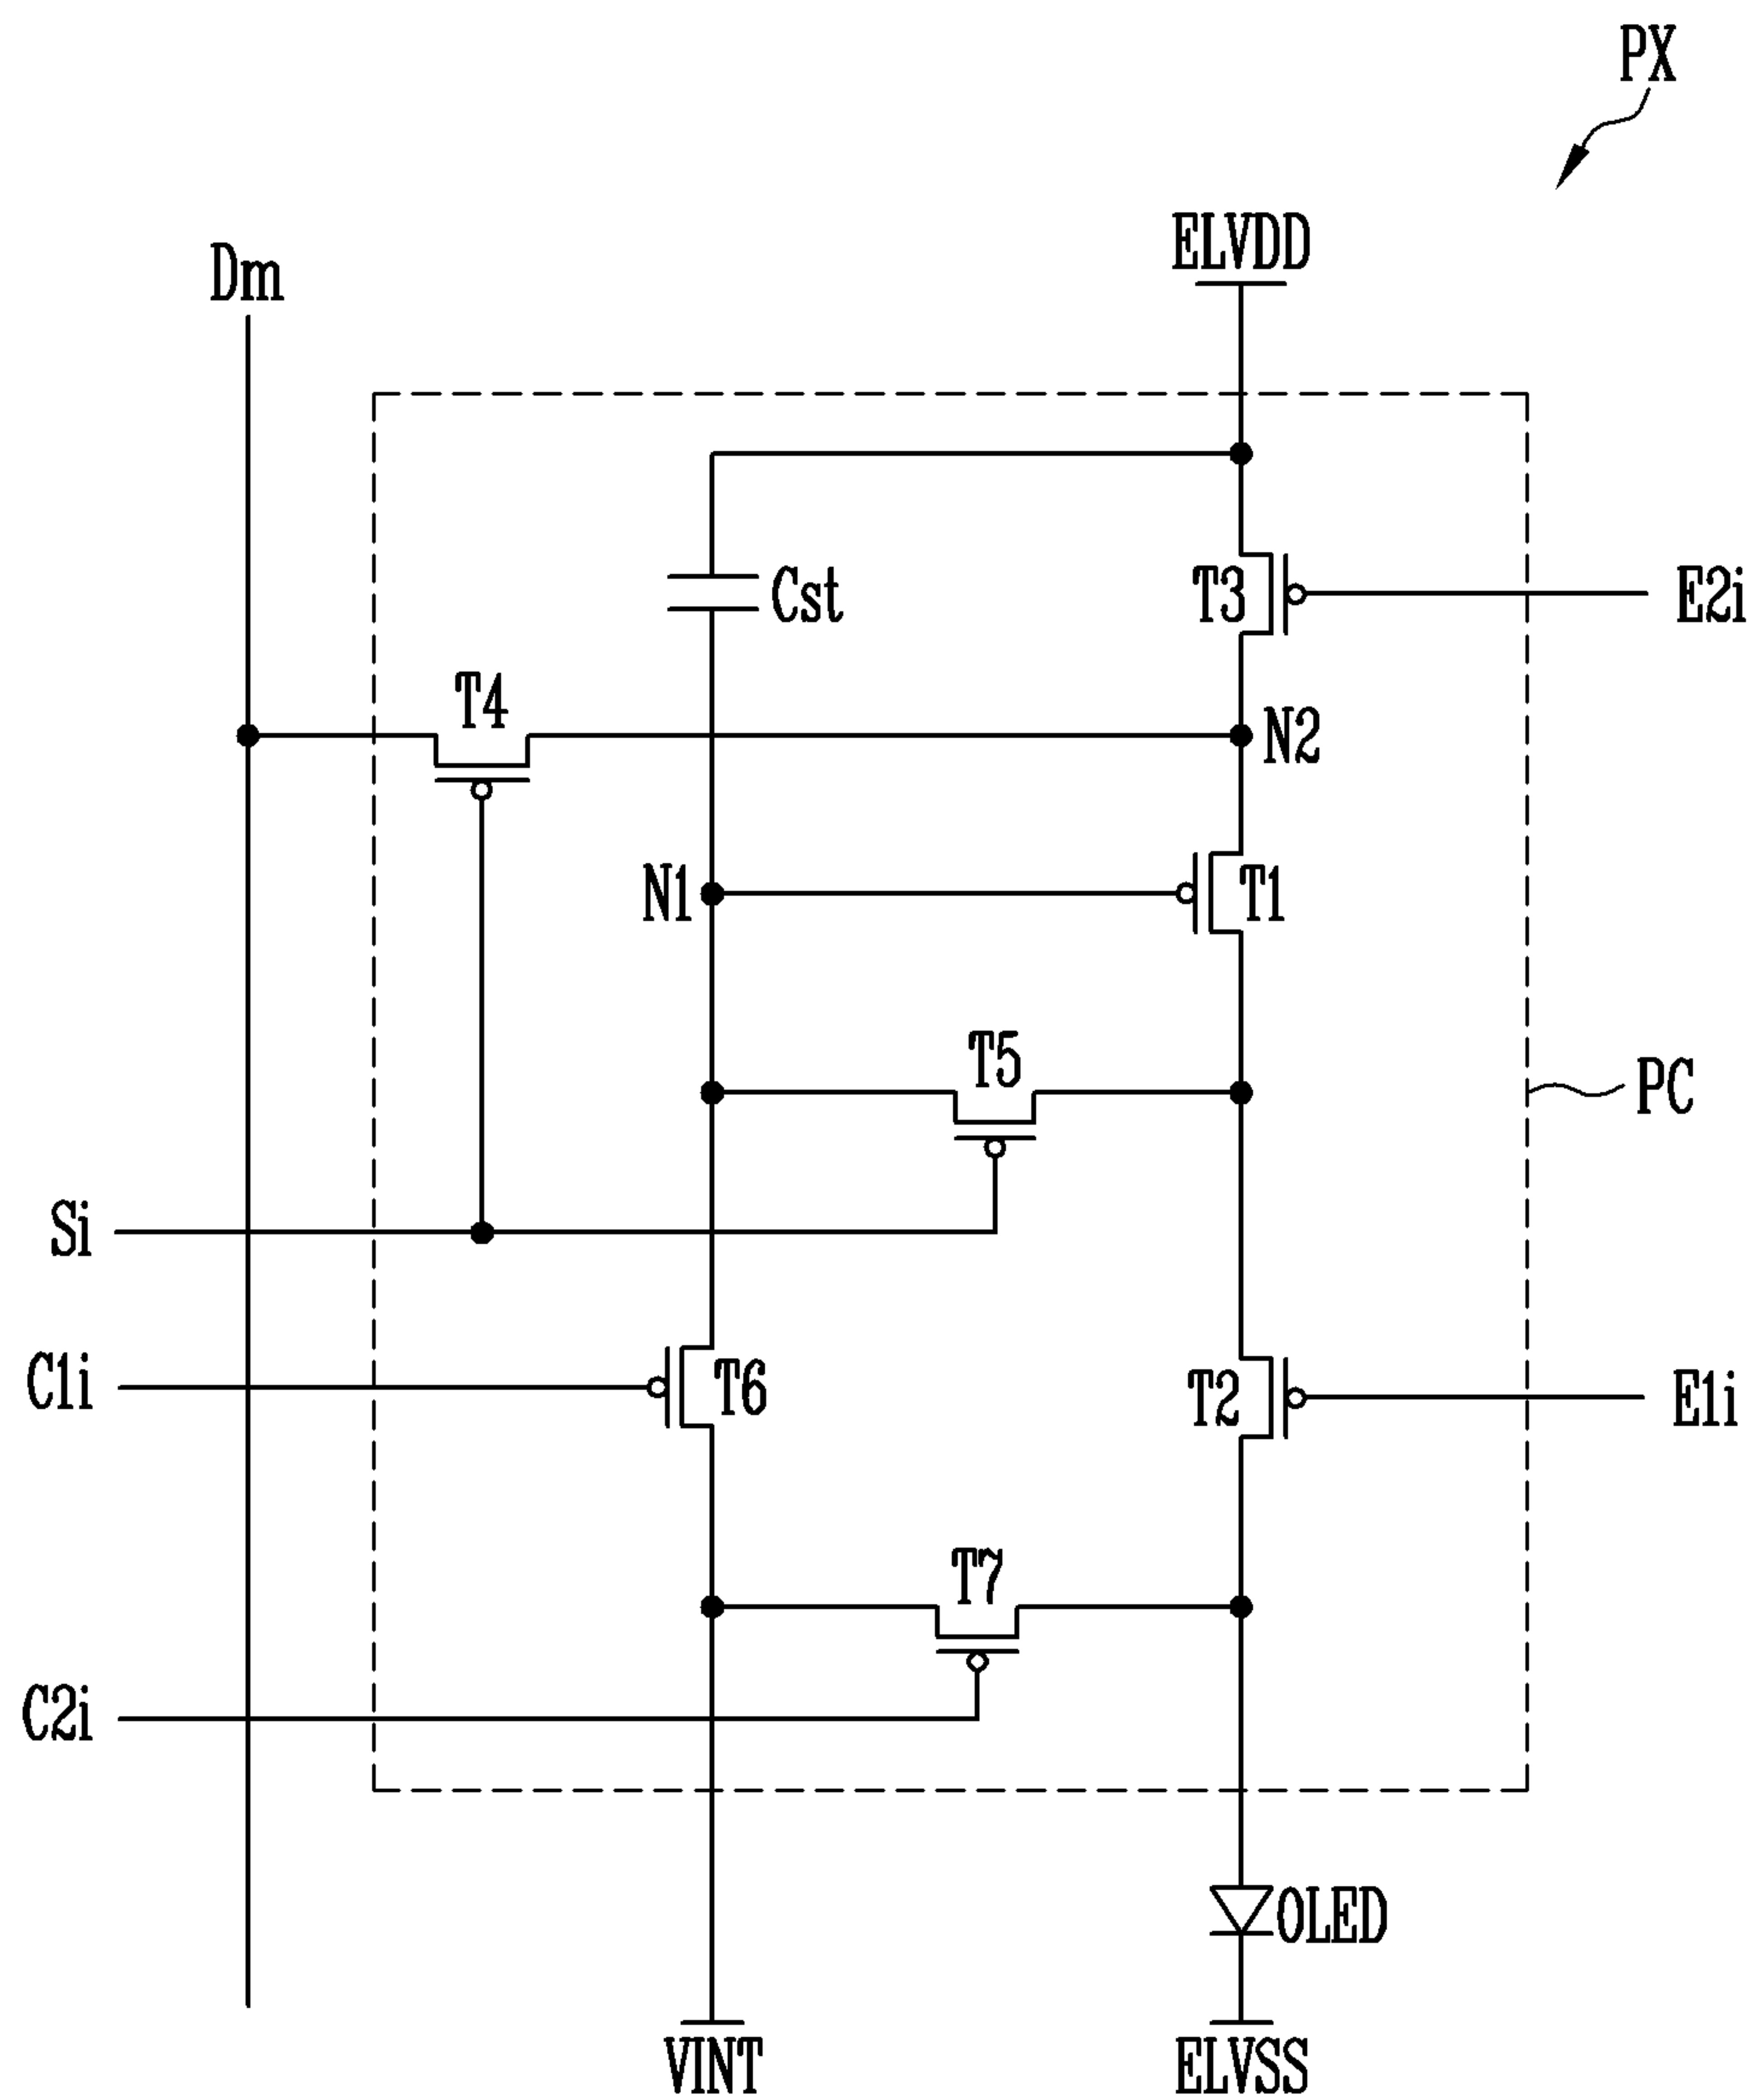 PX
ELVDD
Dm
Cst
T3
E2i
T4
N2
N1
T1
T5
PC
Si
C1i
T6
T2
E1i
T7
C2i
OLED
VINT
ELVSS